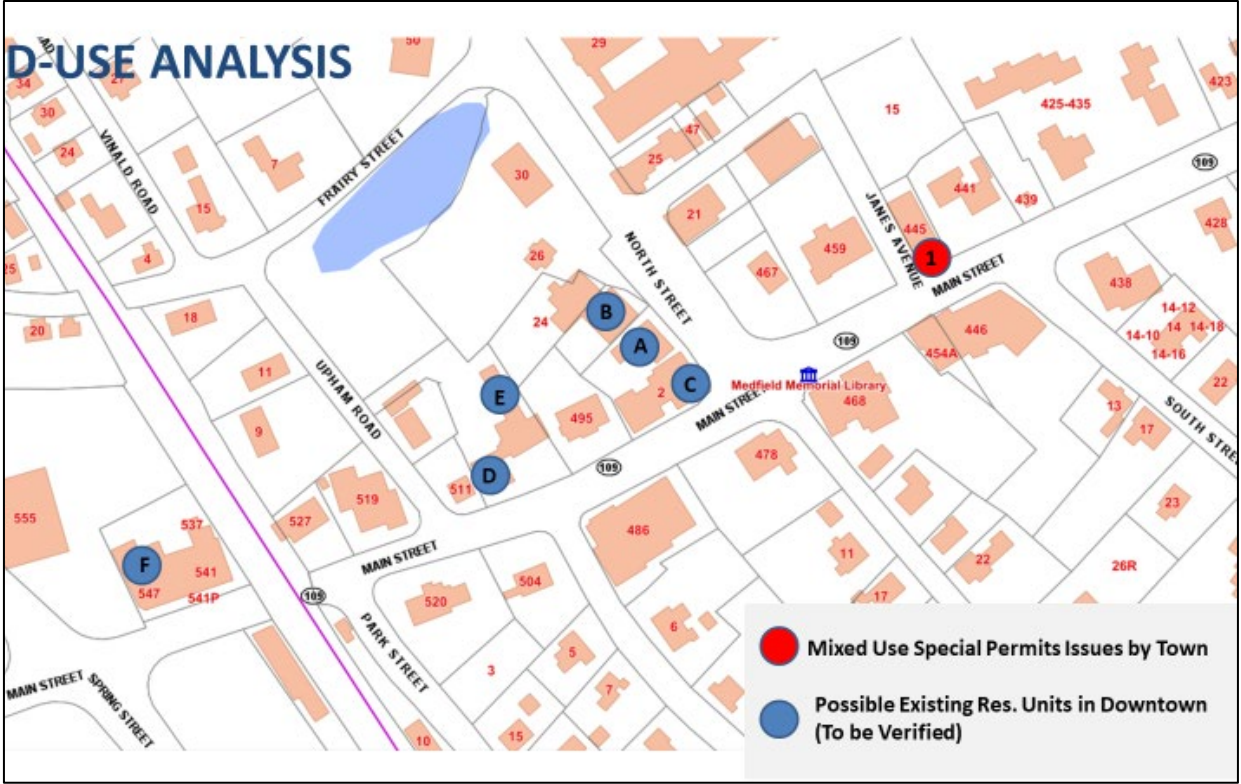 D-USE ANALYSIS
50
29
34
27
30
24
VINALD ROAD
7
FRAIRY STREET
15
4
25
20
18
11
9
UPHAM ROAD
30
26
24
B
A
C
2
E
D
495
511
519
527
47
25
21
NORTH STREET
467
459
15
JANES AVENUE
445
1
441
439
425-435
423
109
428
MAIN STREET
438
14-12
14-10 14 14-18
14-16
22
446
454A
109
Medfield Memorial Library
468
MAIN STREET
109
478
486
13
17
SOUTH STREE
23
22
26R
11
17
6
555
537
F
541
547
541P
MAIN STREET
109
520
504
PARK STREET
3
5
7
15
10
MAIN STREET
SPRING STREET
Mixed Use Special Permits Issues by Town
Possible Existing Res. Units in Downtown
(To be Verified)